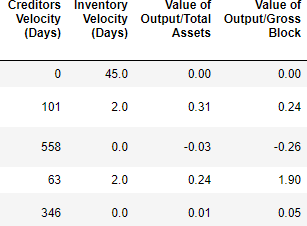 Creditors Inventory Value of Value of
Velocity Velocity Output/Total Output/Gross
(Days) (Days) Assets Block
0 45.0 0.00 0.00
101 2.0 0.31 0.24
558 0.0 -0.03 -0.26
63 2.0 0.24 1.90
346 0.0 0.01 0.05